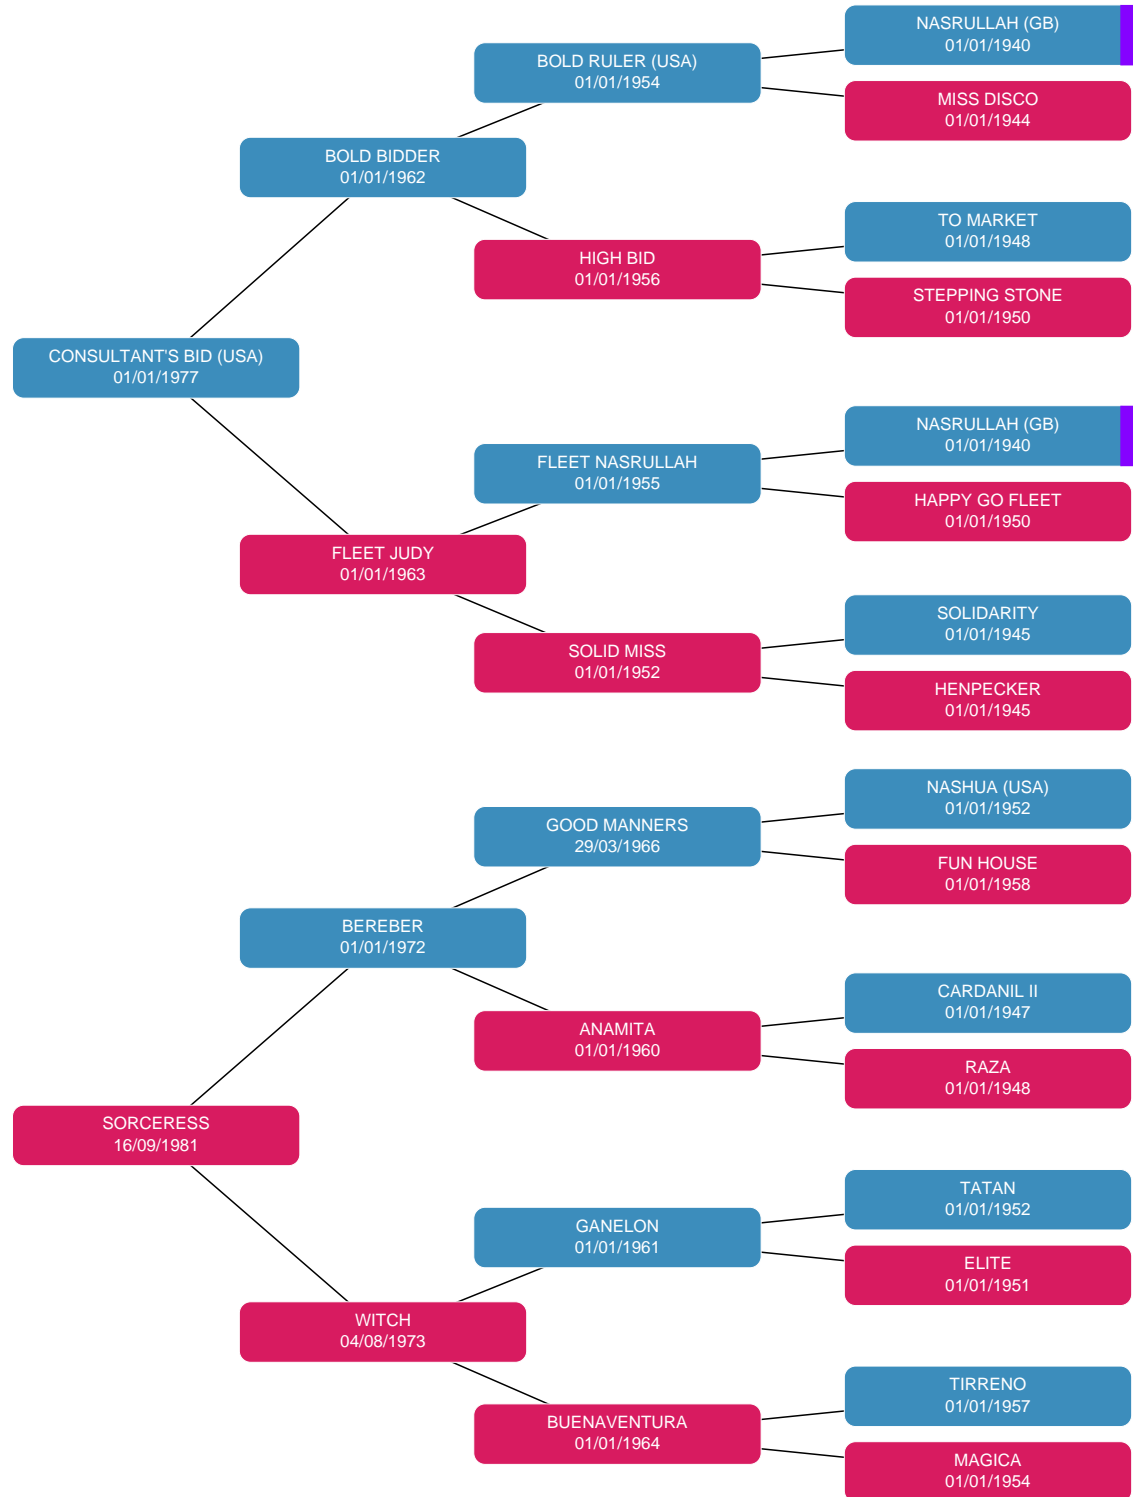 NASRULLAH (GB)
01/01/1940
BOLD RULER (USA)
01/01/1954
MISS DISCO
01/01/1944
BOLD BIDDER
01/01/1962
TO MARKET
01/01/1948
HIGH BID
01/01/1956
STEPPING STONE
01/01/1950
CONSULTANT'S BID (USA)
01/01/1977
NASRULLAH (GB)
01/01/1940
FLEET NASRULLAH
01/01/1955
HAPPY GO FLEET
01/01/1950
FLEET JUDY
01/01/1963
SOLIDARITY
01/01/1945
SOLID MISS
01/01/1952
HENPECKER
01/01/1945
NASHUA (USA)
01/01/1952
GOOD MANNERS
29/03/1966
FUN HOUSE
01/01/1958
BEREBER
01/01/1972
CARDANIL II
01/01/1947
ANAMITA
01/01/1960
RAZA
01/01/1948
SORCERESS
16/09/1981
TATAN
01/01/1952
GANELON
01/01/1961
ELITE
01/01/1951
WITCH
04/08/1973
TIRRENO
01/01/1957
BUENAVENTURA
01/01/1964
MAGICA
01/01/1954